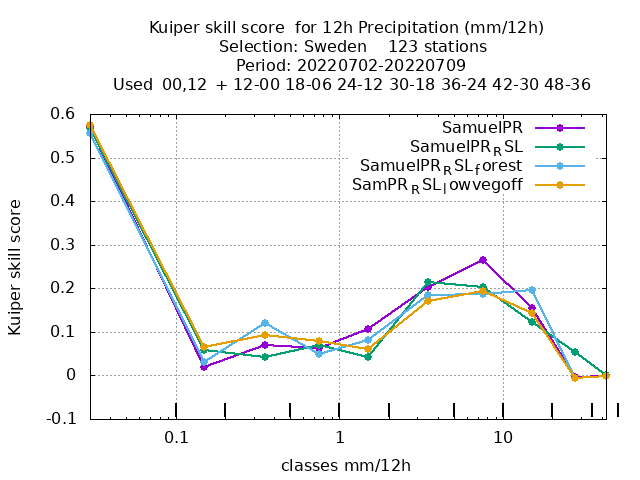 Kuiper skill score  for 12h Precipitation (mm/12h)
Selection: Sweden    123 stations
Period: 20220702-20220709
Used  00,12  + 12-00 18-06 24-12 30-18 36-24 42-30 48-36
0.6
0.5
0.4
0.3
0.2
0.1
0
-0.1
Kuiper skill score
SamuelPR
SamuelPR_RSL
SamuelPR_RSL_forest
SamPR_RSL_lowvegoff
0.1 1 10
classes mm/12h